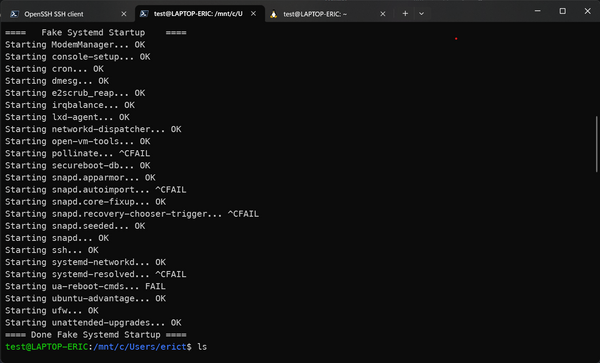 OpenSSH SSH client
test@LAPTOP-ERIC: /mnt/c/U
test@LAPTOP-ERIC: ~
==== Fake Systemd Startup ====
Starting ModemManager... OK
Starting console-setup... OK
Starting cron... OK
Starting dmesg... OK
Starting e2scrub_reap... OK
Starting irqbalance... OK
Starting lxd-agent... OK
Starting networkd-dispatcher... OK
Starting open-vm-tools... OK
Starting pollinate... ^CFAIL
Starting secureboot-db... OK
Starting snapd.apparmor... OK
Starting snapd.autoimport... ^CFAIL
Starting snapd.core-fixup... OK
Starting snapd.recovery-chooser-trigger... ^CFAIL
Starting snapd.seeded... OK
Starting snapd... OK
Starting ssh... OK
Starting systemd-networkd... OK
Starting systemd-resolved... ^CFAIL
Starting ua-reboot-cmds... FAIL
Starting ubuntu-advantage... OK
Starting ufw... OK
Starting unattended-upgrades... OK
==== Done Fake Systemd Startup ====
test@LAPTOP-ERIC:/mnt/c/Users/erict$ ls